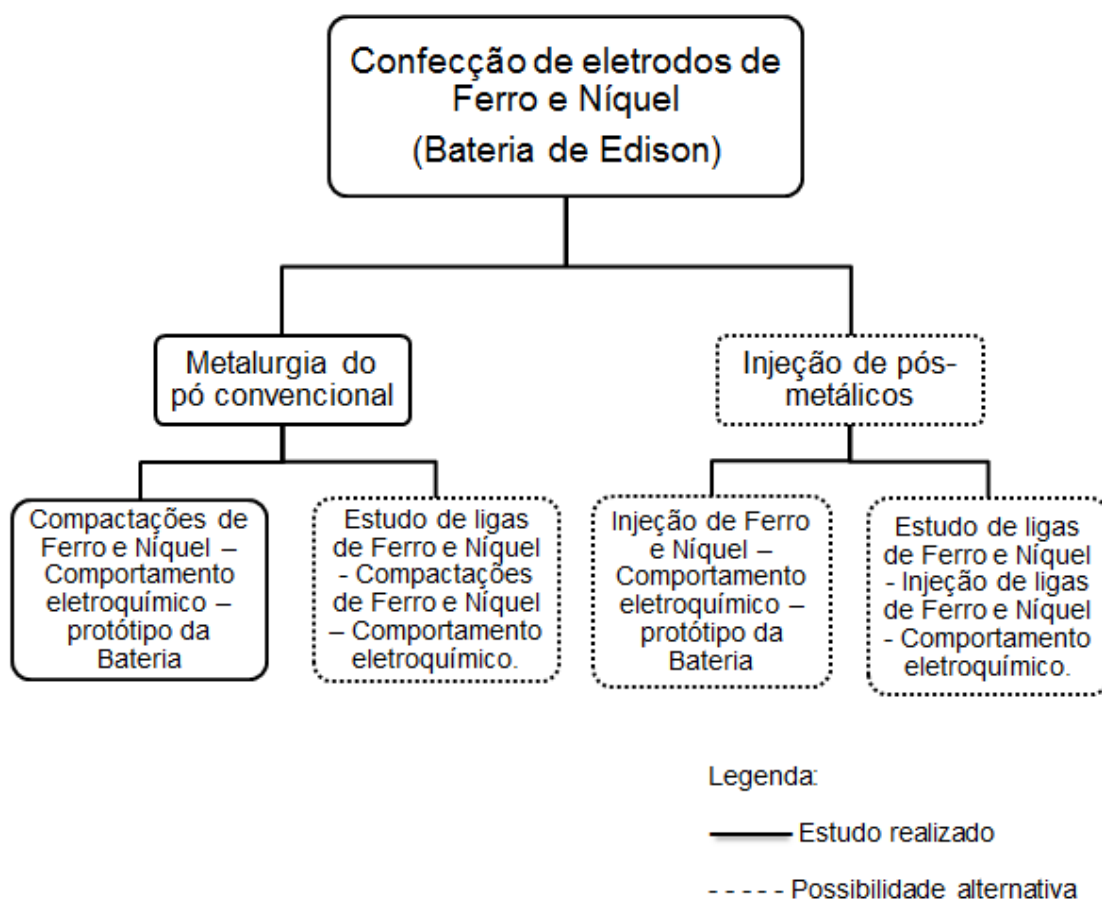 Confecção de eletrodos de
Ferro e Níquel
(Bateria de Edison)
Metalurgia do
pó convencional
Injeção de pós-
metálicos
Compactações de
Ferro e Níquel –
Comportamento
eletroquímico –
protótipo da
Bateria
Estudo de ligas
de Ferro e Níquel
- Compactações
de Ferro e Níquel
– Comportamento
eletroquímico.
Injeção de Ferro
e Níquel –
Comportamento
eletroquímico –
protótipo da
Bateria
Estudo de ligas
de Ferro e Níquel
- Injeção de ligas
de Ferro e Níquel
- Comportamento
eletroquímico.
Legenda:
Estudo realizado
Possibilidade alternativa